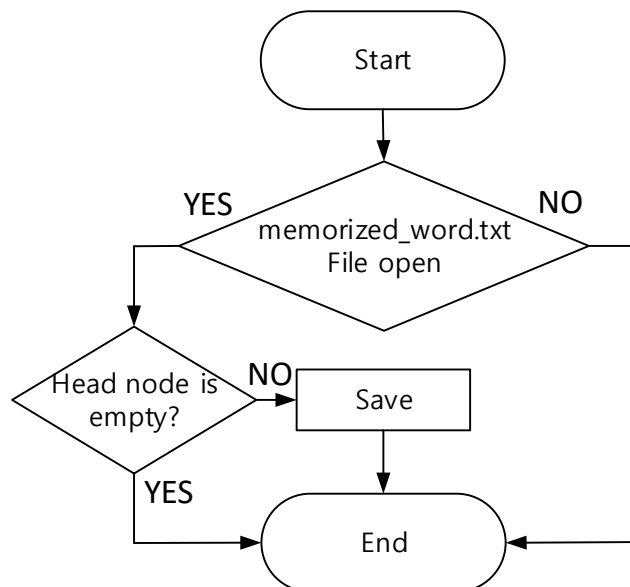 Start
YES
NO
memorized_word.txt
File open
Head node is
empty?
NO
Save
YES
End